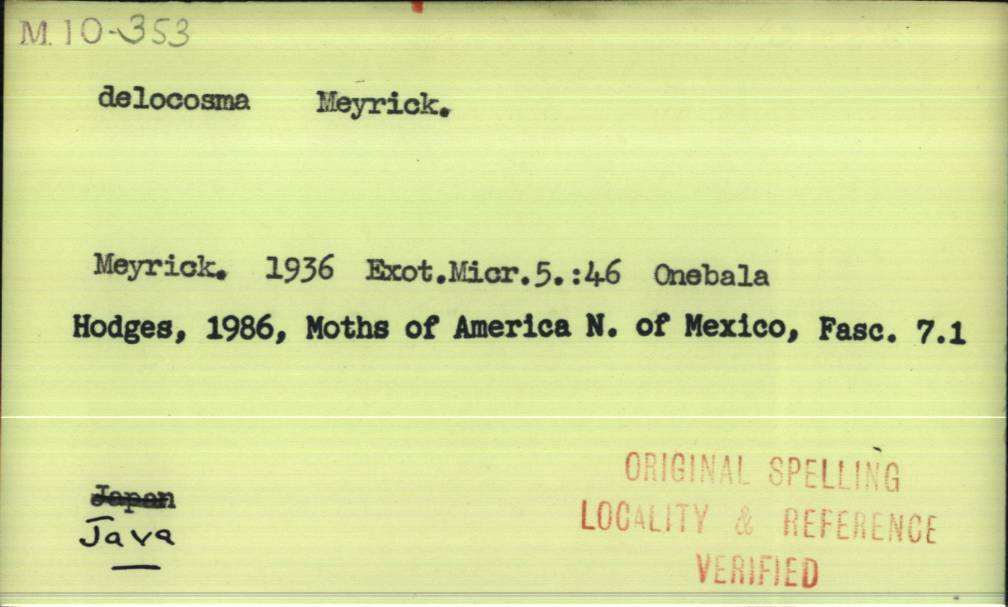 M. 10-353
delocosma Meyrick.
Meyrick. 1936 Exot.Micr.5.:46 Onebala
Hodges, 1986, Moths of America N. of Mexico, Fasc. 7.1
Japan
Java
ORIGINAL SPELLING
LOCALITY & REFERENCE
VERIFIED